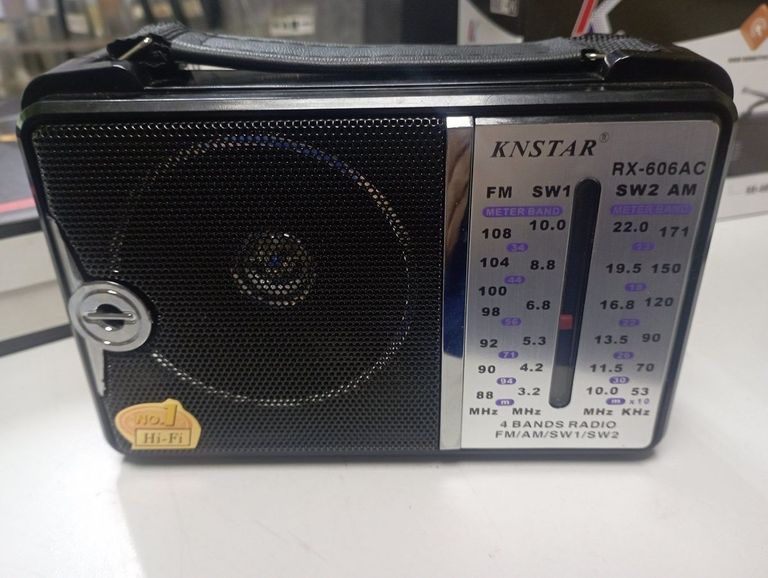 KNSTAR®
RX-606AC
FM SW1 SW2 AM
METER BAND METER BAND
108 10.0 22.0 171
34 13
104 8.8 19.5 150
44 19
100
98 6.8 16.8 120
56 22
92 5.3 13.5 90
71 26
90 4.2 11.5 70
94 30
88 3.2 10.0 53
m m x10
MHz MHz MHz KHz
4 BANDS RADIO
FM/AM/SW1/SW2
NO.1
Hi-Fi